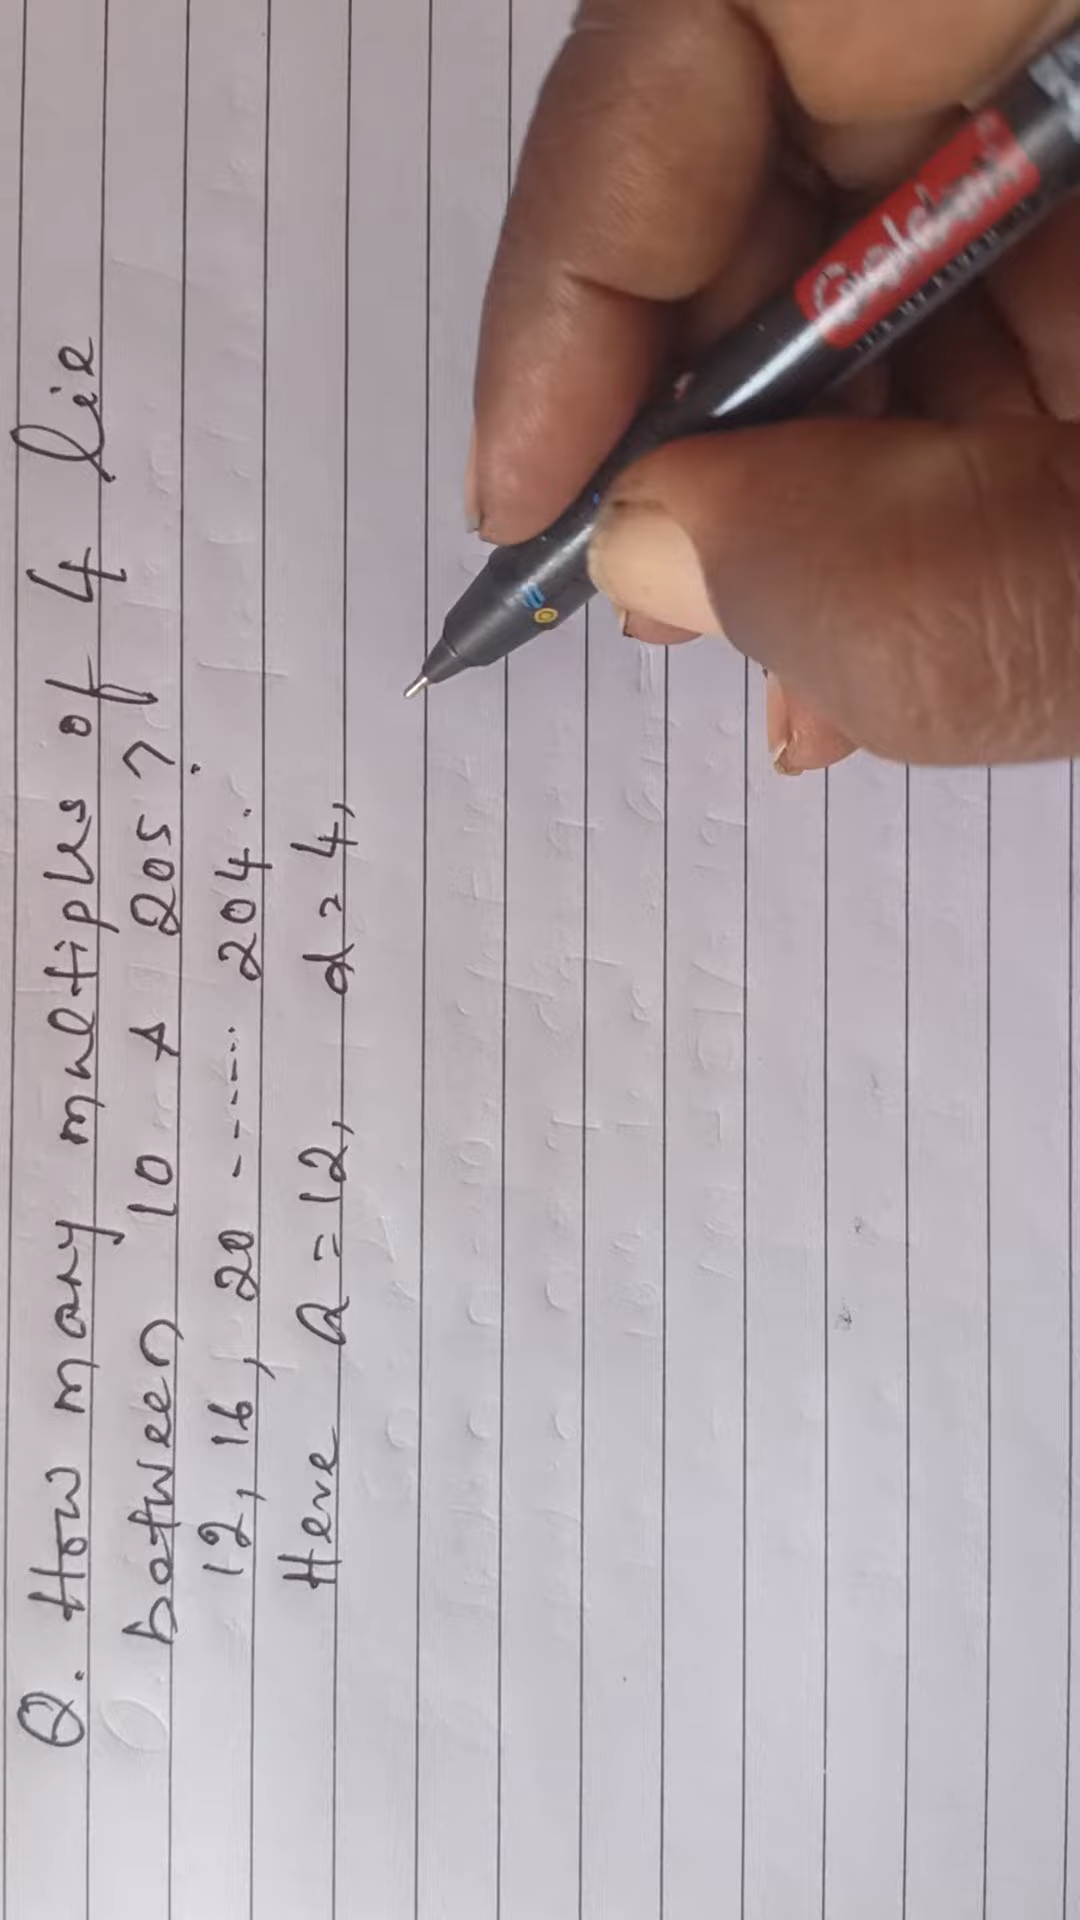 Q. How many multiples of 4 lie
between 10 & 205?
12, 16, 20 ------ 204.
Here a = 12, d = 4,